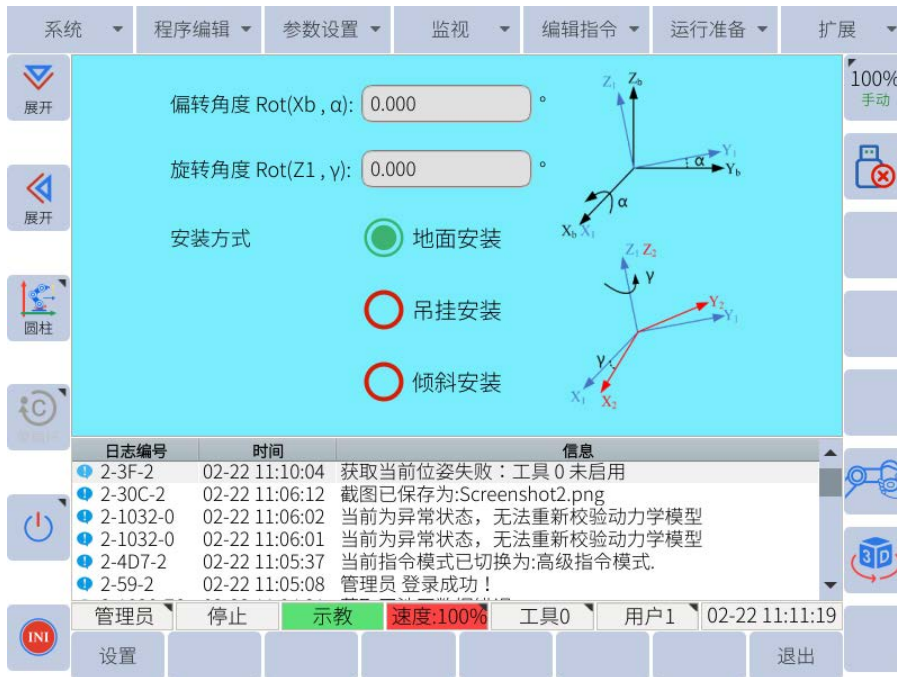 系统 程序编辑 参数设置 监视 编辑指令 运行准备 扩展
展开
100%
手动
偏转角度 Rot(Xb , α): 0.000 °
Z₁ Z₀
Y₁
α Y_b
旋转角度 Rot(Z1 , γ): 0.000 °
展开
α
X_b X₁
安装方式 地面安装
Z₁ Z₂
γ
圆柱
吊挂安装
Y₂
Y₁
γ
倾斜安装
X₁ X₂
C
日志编号 时间 信息
2-3F-2 02-22 11:10:04 获取当前位姿失败：工具 0 未启用
2-30C-2 02-22 11:06:12 截图已保存为:Screenshot2.png
2-1032-0 02-22 11:06:02 当前为异常状态，无法重新校验动力学模型
2-1032-0 02-22 11:06:01 当前为异常状态，无法重新校验动力学模型
2-4D7-2 02-22 11:05:37 当前指令模式已切换为:高级指令模式.
2-59-2 02-22 11:05:08 管理员 登录成功！
3D
管理员 停止 示教 速度:100% 工具0 用户1 02-22 11:11:19
INI
设置 退出